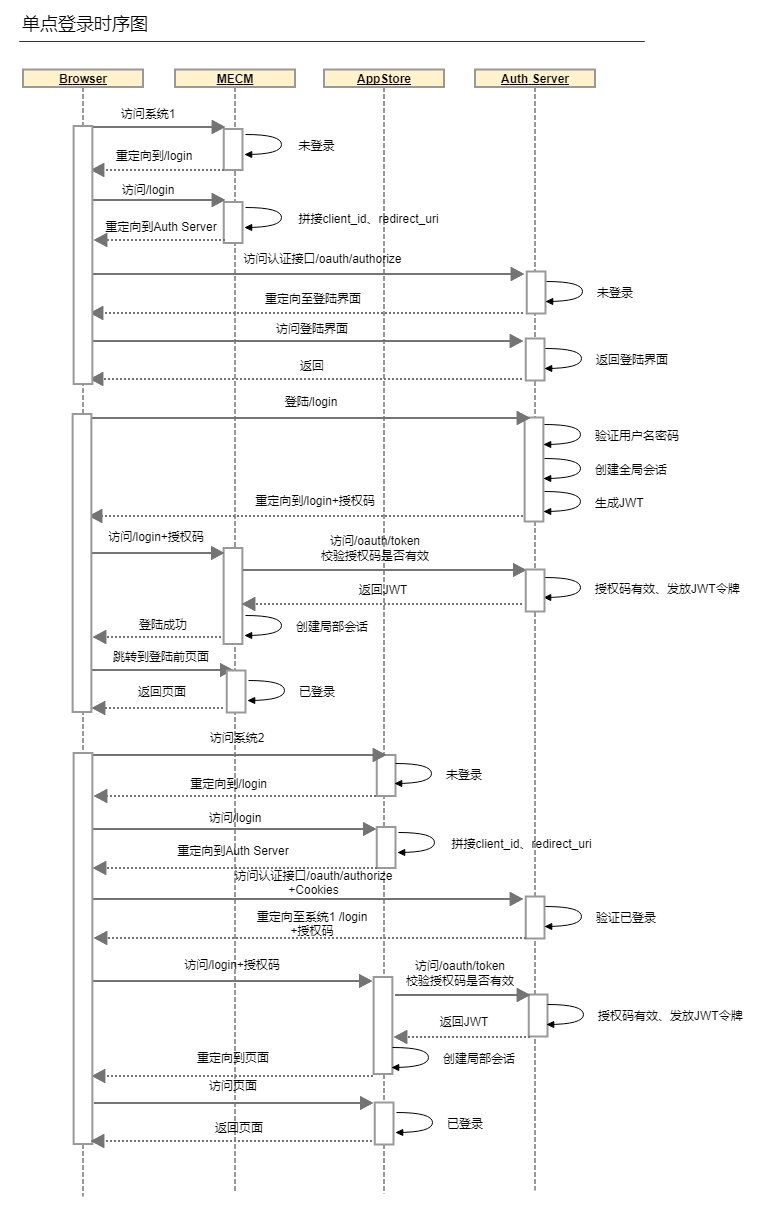 单点登录时序图
Browser
MECM
AppStore
Auth Server
访问系统1
未登录
重定向到/login
访问/login
拼接client_id、redirect_uri
重定向到Auth Server
访问认证接口/oauth/authorize
未登录
重定向至登陆界面
访问登陆界面
返回登陆界面
返回
登陆/login
验证用户名密码
创建全局会话
生成JWT
重定向到/login+授权码
访问/login+授权码
访问/oauth/token
校验授权码是否有效
授权码有效、发放JWT令牌
返回JWT
创建局部会话
登陆成功
跳转到登陆前页面
已登录
返回页面
访问系统2
未登录
重定向到/login
访问/login
拼接client_id、redirect_uri
重定向到Auth Server
访问认证接口/oauth/authorize
+Cookies
验证已登录
重定向至系统1 /login
+授权码
访问/login+授权码
访问/oauth/token
校验授权码是否有效
授权码有效、发放JWT令牌
返回JWT
创建局部会话
重定向到页面
访问页面
已登录
返回页面